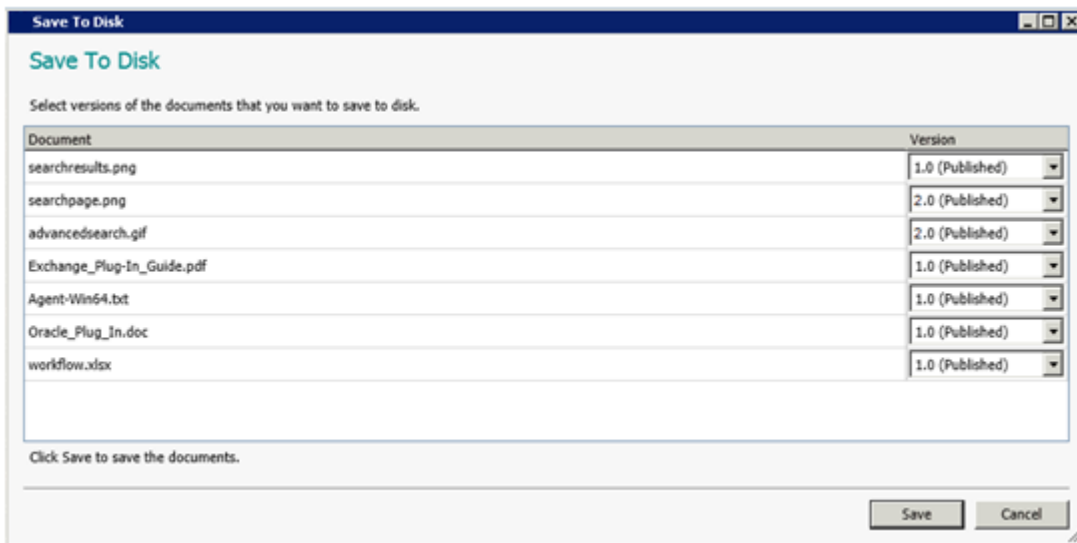 Save To Disk
Save To Disk
Select versions of the documents that you want to save to disk.
Document Version
searchresults.png 1.0 (Published)
searchpage.png 2.0 (Published)
advancedsearch.gif 2.0 (Published)
Exchange_Plug-In_Guide.pdf 1.0 (Published)
Agent-Win64.txt 1.0 (Published)
Oracle_Plug_In.doc 1.0 (Published)
workflow.xlsx 1.0 (Published)
Click Save to save the documents.
Save Cancel